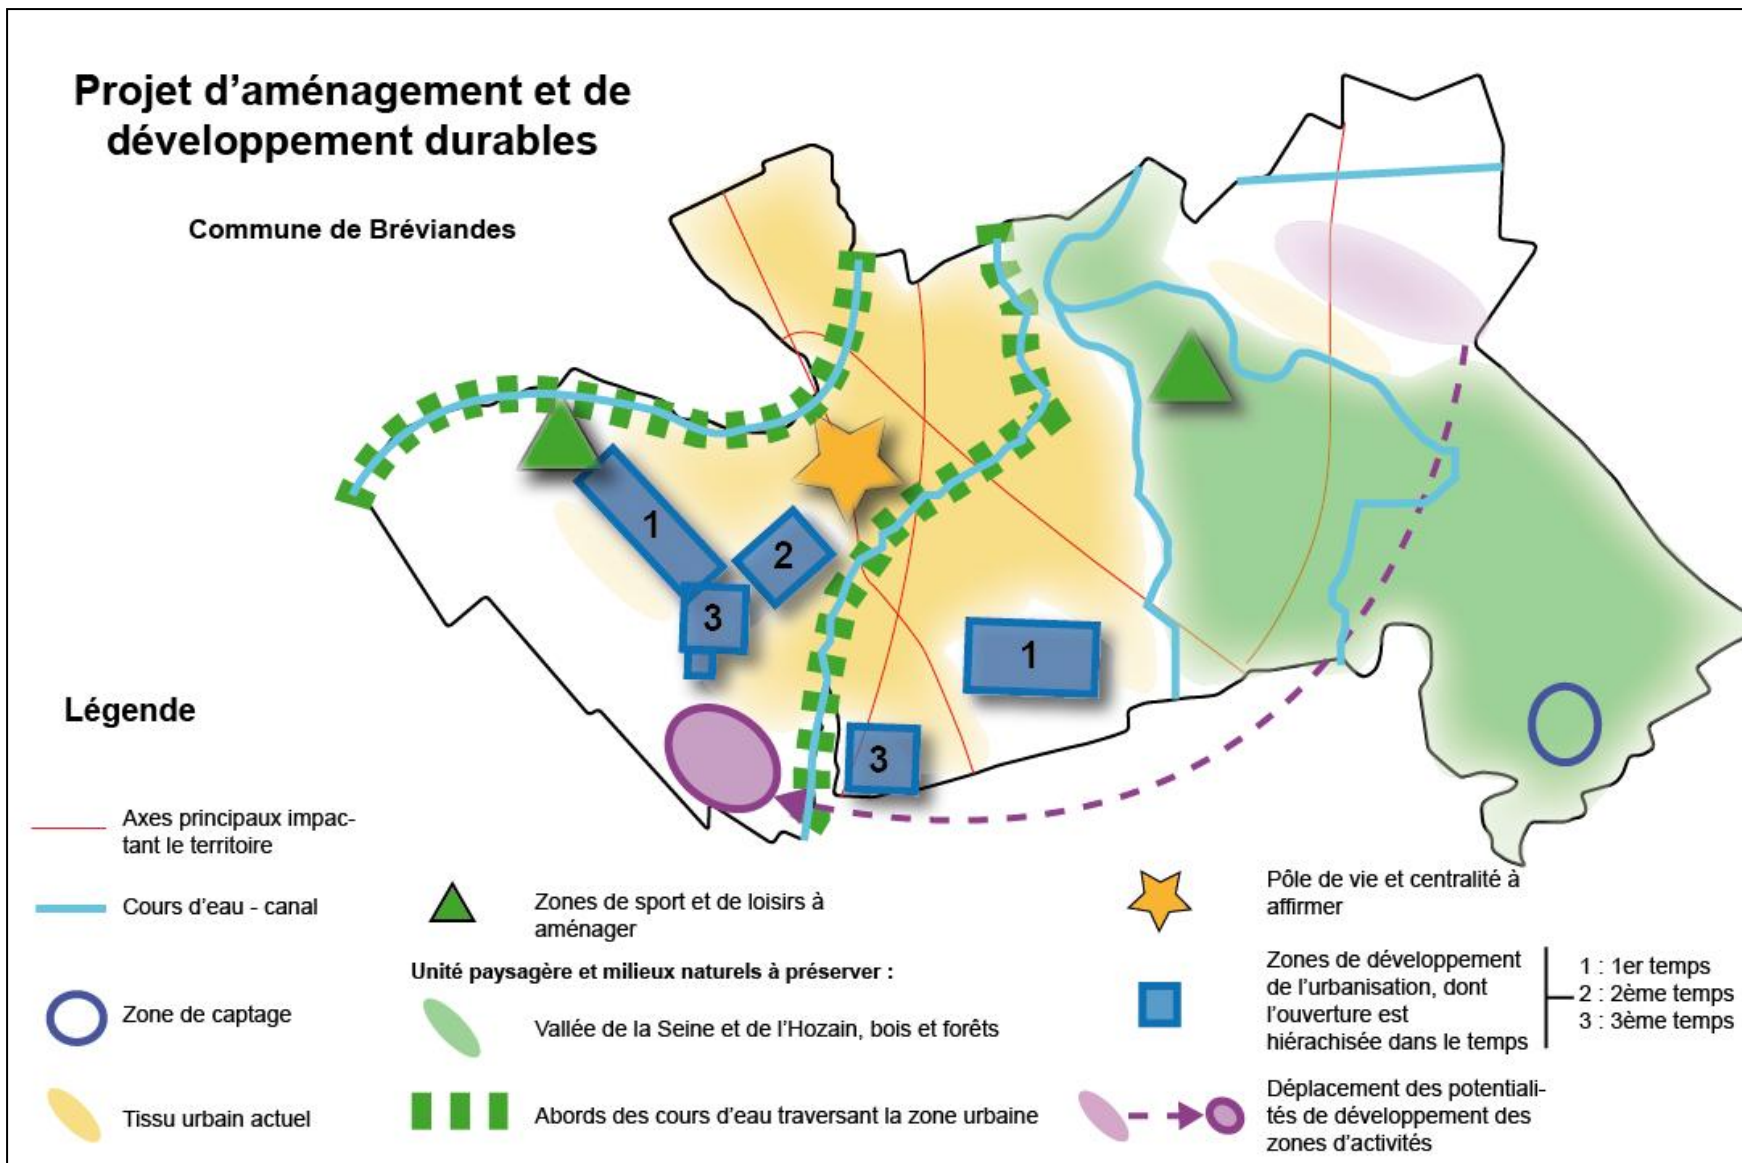 Projet d'aménagement et de
développement durables
Commune de Bréviandes
1
2
3
1
3
Légende
Axes principaux impac-
tant le territoire
Cours d'eau - canal
Zone de captage
Tissu urbain actuel
Zones de sport et de loisirs à
aménager
Unité paysagère et milieux naturels à préserver :
Vallée de la Seine et de l'Hozain, bois et forêts
Abords des cours d'eau traversant la zone urbaine
Pôle de vie et centralité à
affirmer
Zones de développement
de l'urbanisation, dont
l'ouverture est
hiérachisée dans le temps
1 : 1er temps
2 : 2ème temps
3 : 3ème temps
Déplacement des potentiali-
tés de développement des
zones d'activités